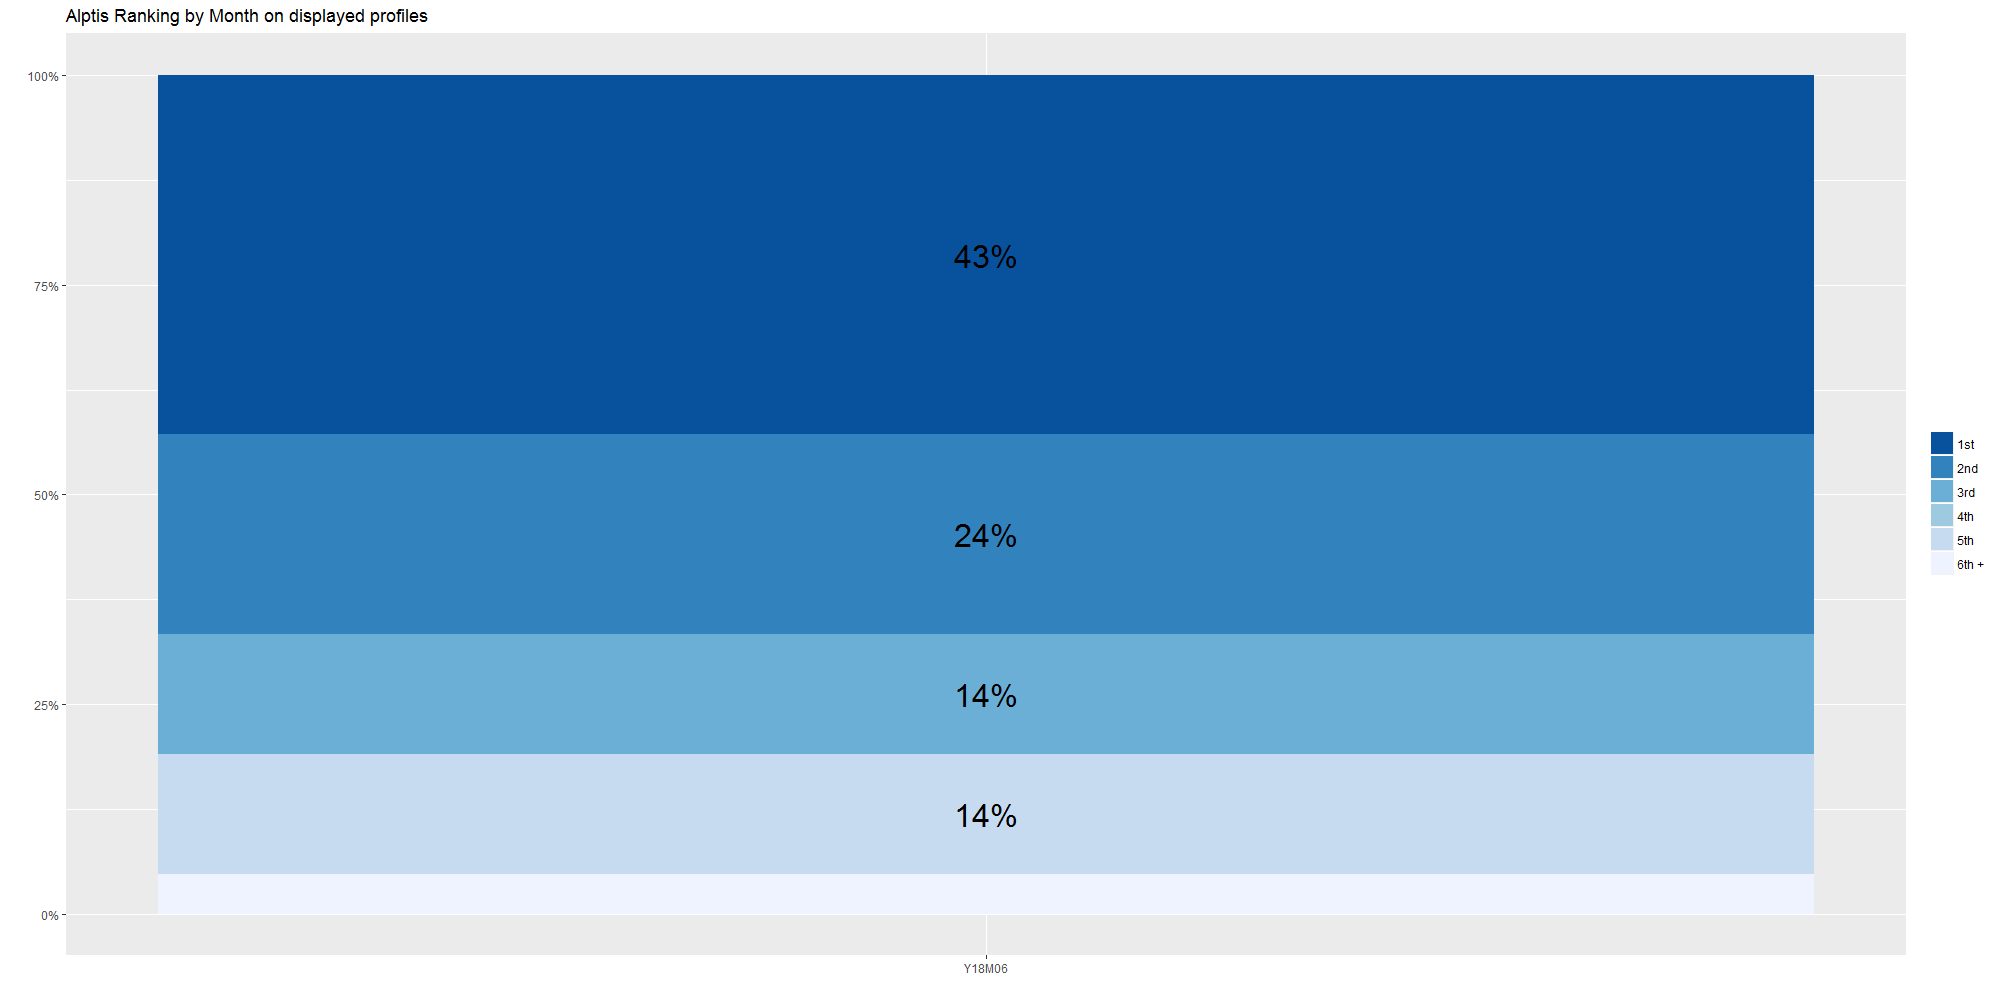 Alptis Ranking by Month on displayed profiles
100%
75%
50%
25%
0%
43%
24%
14%
14%
Y18M06
1st
2nd
3rd
4th
5th
6th +